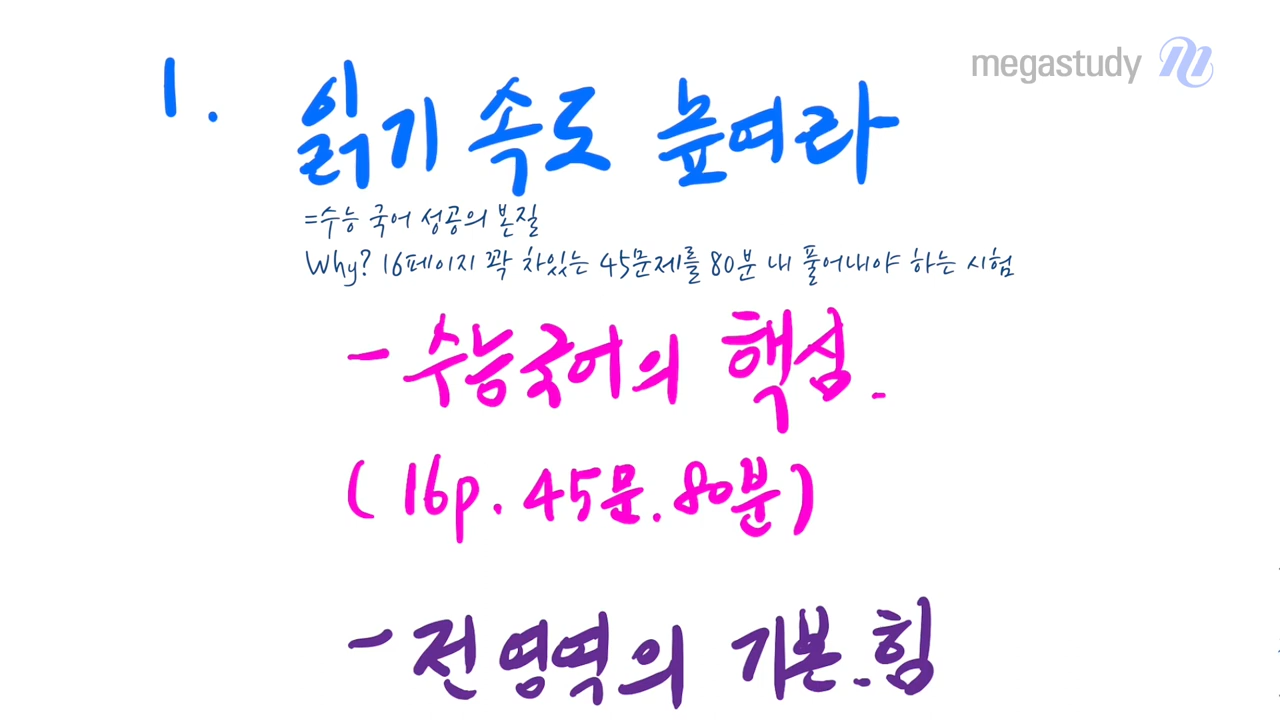 megastudy
1. 읽기 속도 높여라
=수능 국어 성공의 본질
Why? 16페이지 꽉 차있는 45문제를 80분 내 풀어내야 하는 시험
- 수능국어의 핵심.
(16p. 45문. 80분)
- 전 영역의 기본.힘